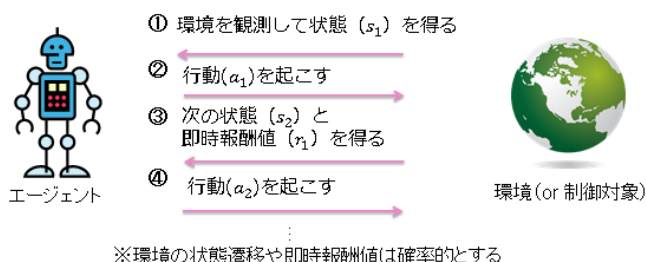 ① 環境を観測して状態（s₁）を得る
② 行動(a₁)を起こす
③ 次の状態（s₂）と
即時報酬値（r₁）を得る
④ 行動(a₂)を起こす
エージェント
環境(or 制御対象)
⋮
※環境の状態遷移や即時報酬値は確率的とする